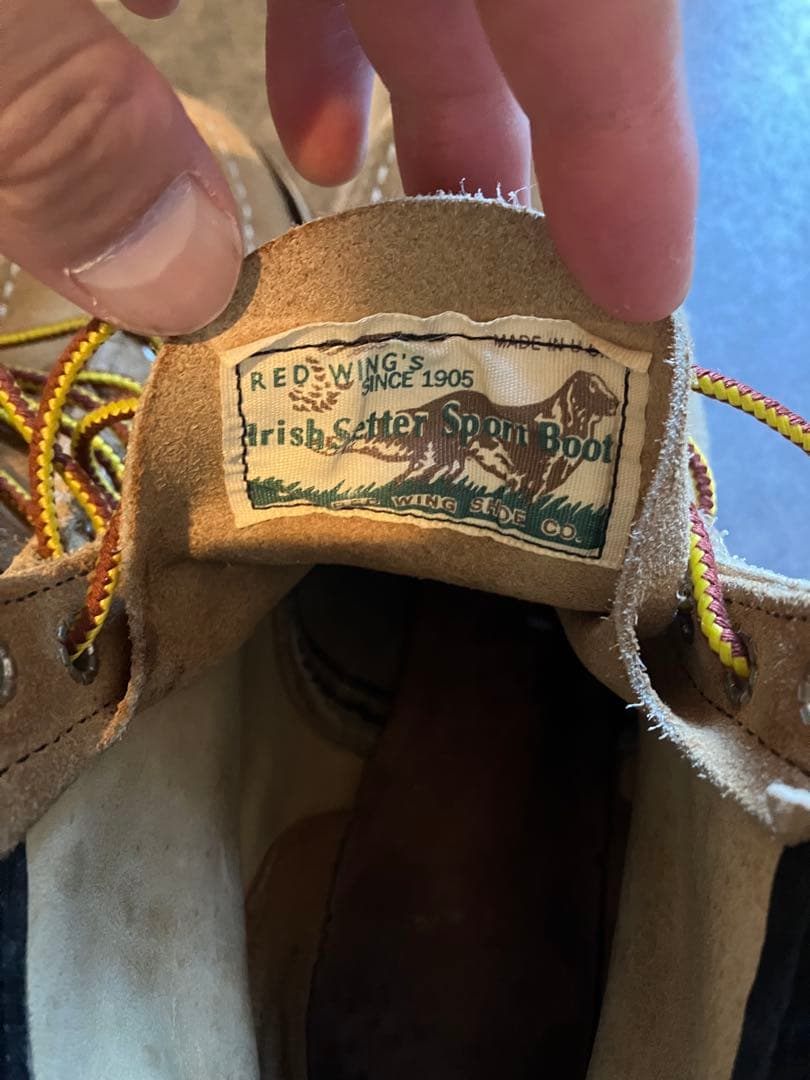 MADE IN U
RED WING'S
SINCE 1905
Irish Setter Sport Boot
RED WING SHOE CO.